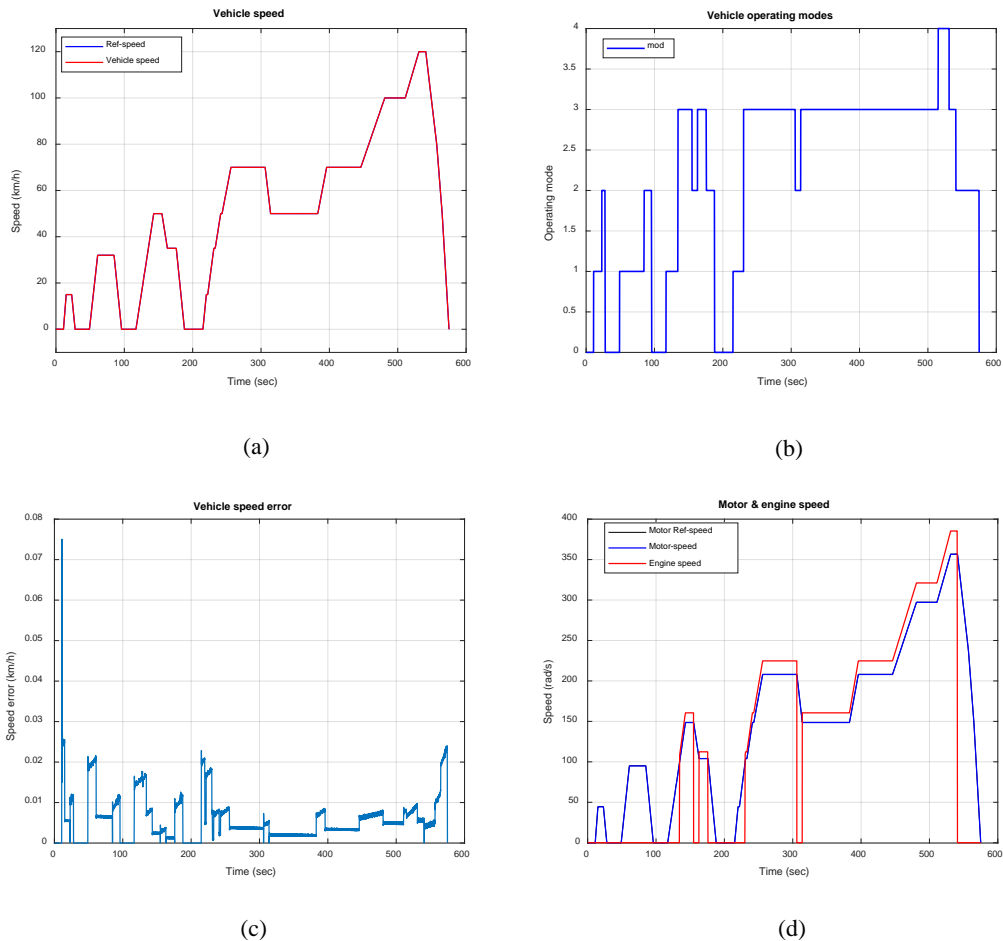 Vehicle speed
Ref-speed
Vehicle speed
120
100
80
60
40
20
0
Speed (km/h)
0 100 200 300 400 500 600
Time (sec)
(a)
Vehicle operating modes
mod
4
3.5
3
2.5
2
1.5
1
0.5
0
Operating mode
0 100 200 300 400 500 600
Time (sec)
(b)
Vehicle speed error
0.08
0.07
0.06
0.05
0.04
0.03
0.02
0.01
0
Speed error (km/h)
0 100 200 300 400 500 600
Time (sec)
(c)
Motor & engine speed
Motor Ref-speed
Motor-speed
Engine speed
400
350
300
250
200
150
100
50
0
Speed (rad/s)
0 100 200 300 400 500 600
Time (sec)
(d)